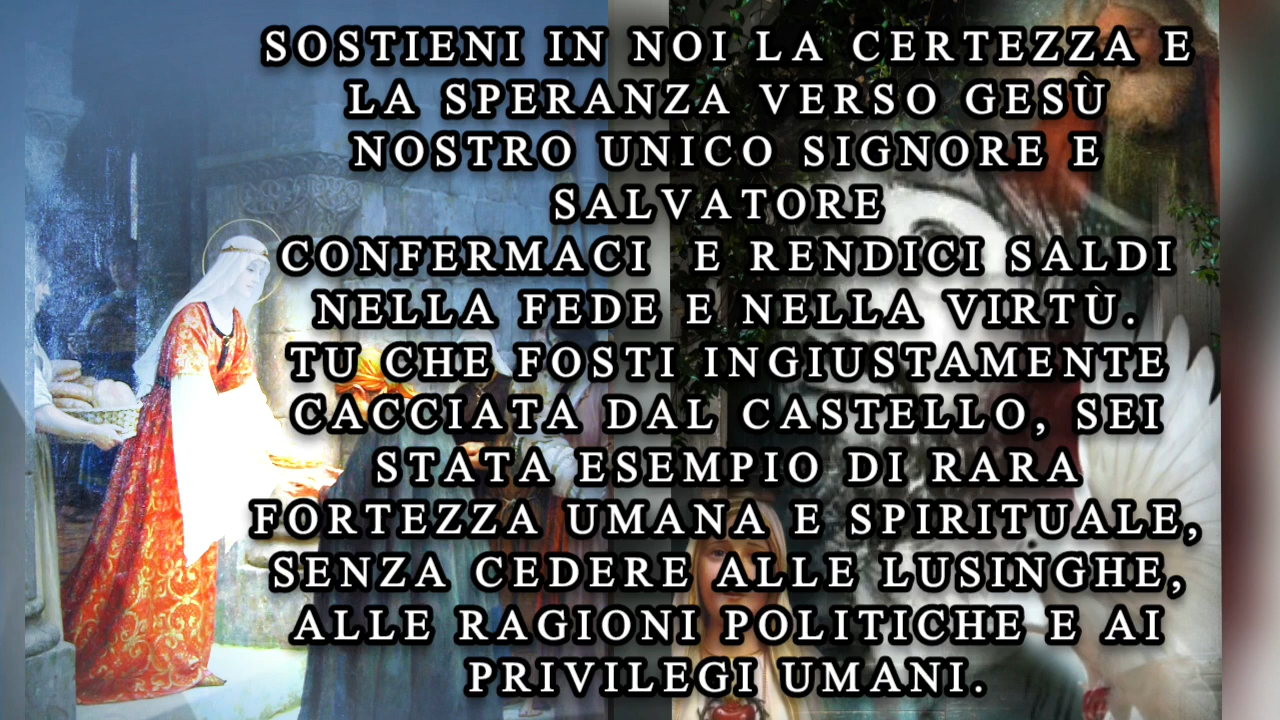 SOSTIENI IN NOI LA CERTEZZA E
LA SPERANZA VERSO GESÙ
NOSTRO UNICO SIGNORE E
SALVATORE
CONFERMACI E RENDICI SALDI
NELLA FEDE E NELLA VIRTÙ.
TU CHE FOSTI INGIUSTAMENTE
CACCIATA DAL CASTELLO, SEI
STATA ESEMPIO DI RARA
FORTEZZA UMANA E SPIRITUALE,
SENZA CEDERE ALLE LUSINGHE,
ALLE RAGIONI POLITICHE E AI
PRIVILEGI UMANI.